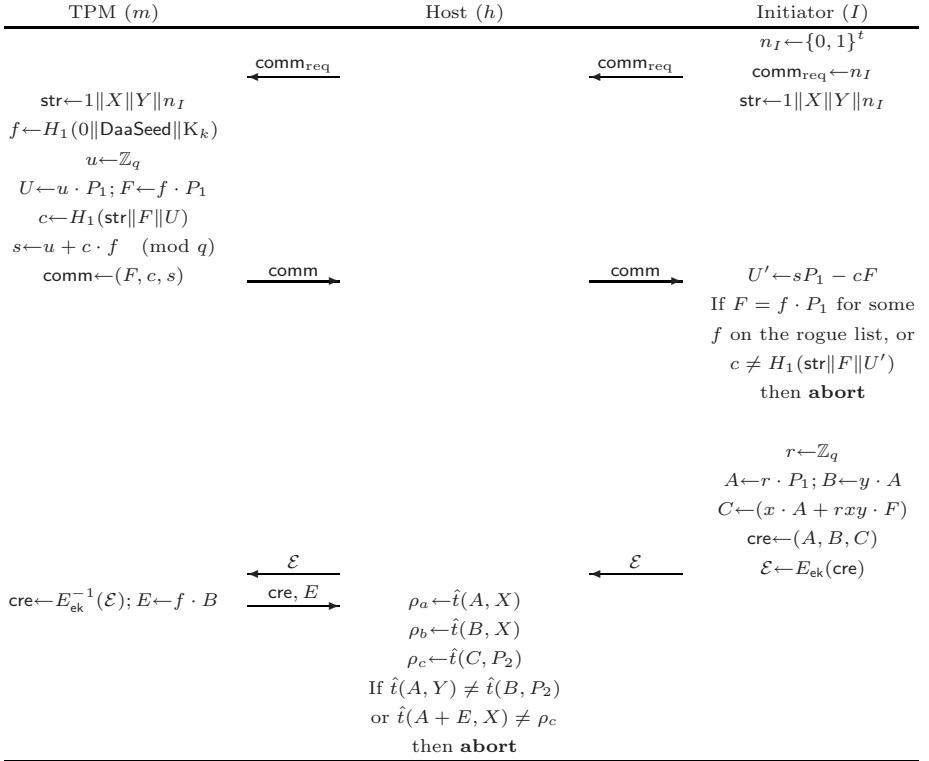 TPM (m) Host (h) Initiator (I)
n_I←{0, 1}^t
comm_req comm_req comm_req←n_I
str←1‖X‖Y‖n_I str←1‖X‖Y‖n_I
f←H_1(0‖DaaSeed‖K_k)
u←ℤ_q
U←u · P_1; F←f · P_1
c←H_1(str‖F‖U)
s←u + c · f (mod q)
comm←(F, c, s) comm comm U′←sP_1 − cF
If F = f · P_1 for some
f on the rogue list, or
c ≠ H_1(str‖F‖U′)
then abort
r←ℤ_q
A←r · P_1; B←y · A
C←(x · A + rxy · F)
cre←(A, B, C)
ℰ ℰ ℰ←E_ek(cre)
cre←E_ek^{-1}(ℰ); E←f · B cre, E ρ_a←t̂(A, X)
ρ_b←t̂(B, X)
ρ_c←t̂(C, P_2)
If t̂(A, Y) ≠ t̂(B, P_2)
or t̂(A + E, X) ≠ ρ_c
then abort